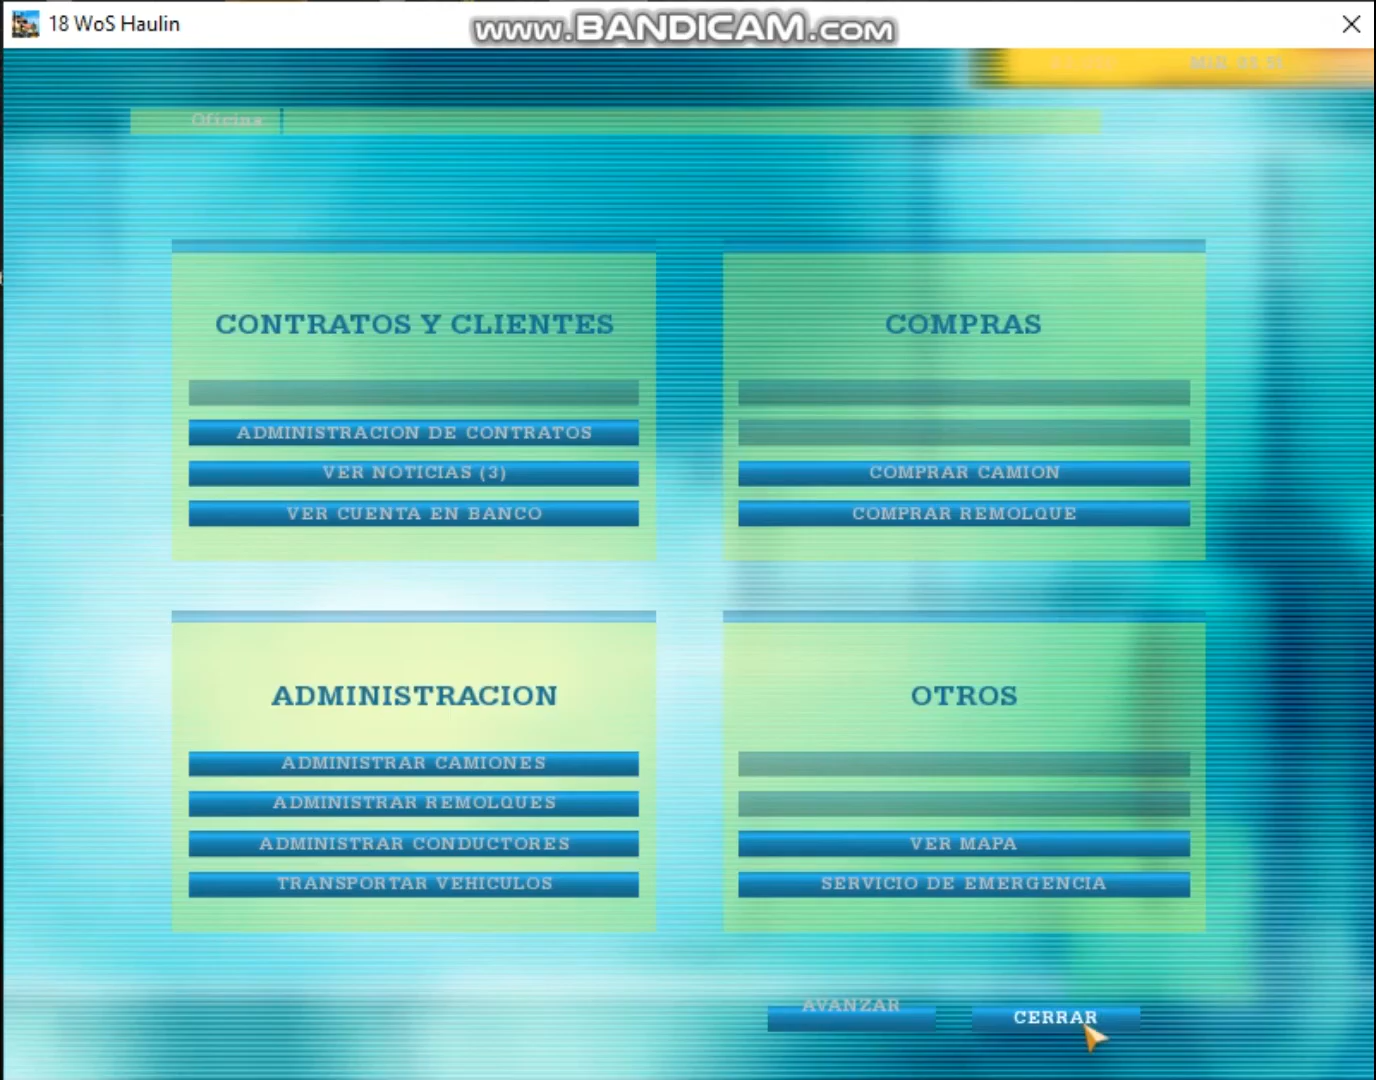 18 WoS Haulin
www.BANDICAM.com
Oficina
CONTRATOS Y CLIENTES
ADMINISTRACION DE CONTRATOS
VER NOTICIAS (3)
VER CUENTA EN BANCO
COMPRAS
COMPRAR CAMION
COMPRAR REMOLQUE
ADMINISTRACION
ADMINISTRAR CAMIONES
ADMINISTRAR REMOLQUES
ADMINISTRAR CONDUCTORES
TRANSPORTAR VEHICULOS
OTROS
VER MAPA
SERVICIO DE EMERGENCIA
AVANZAR
CERRAR